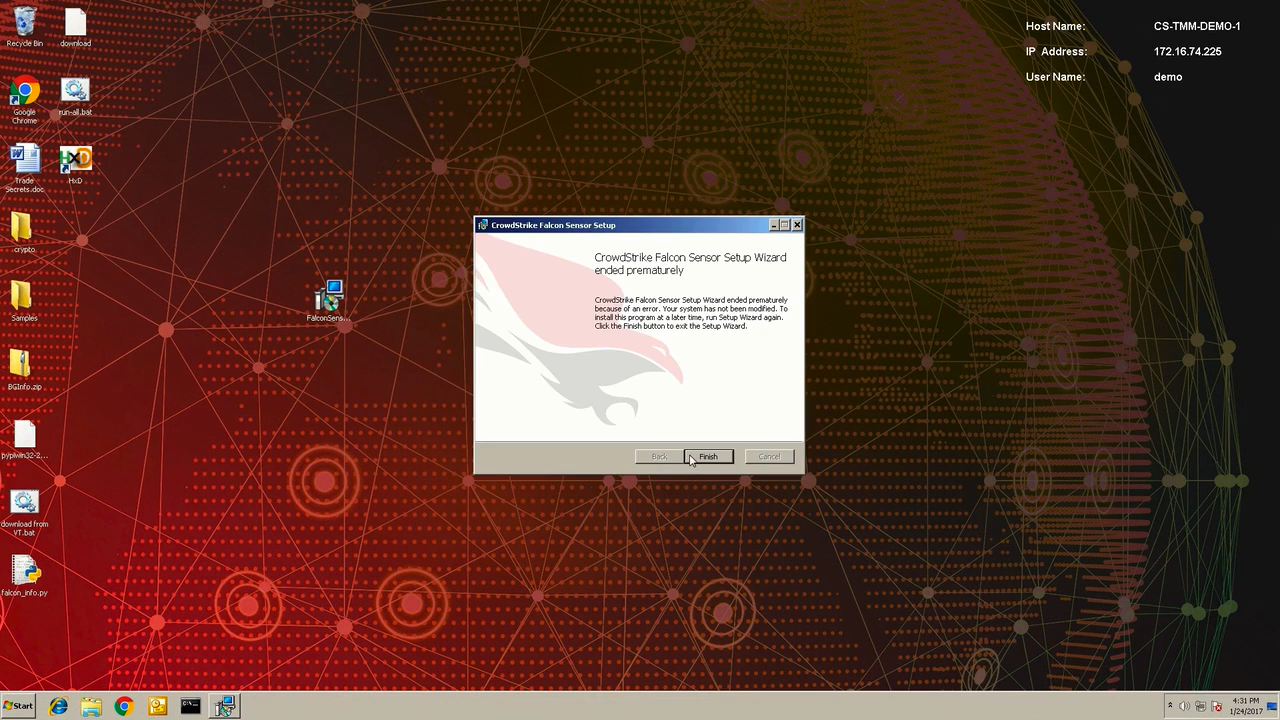 Recycle Bin
download
Google
Chrome
run-all.bat
Trade
Secrets.doc
HxD
crypto
Samples
BGInfo.zip
download from
VT.bat
falcon_info.py
FalconSens...
Host Name: CS-TMM-DEMO-1
IP Address: 172.16.74.225
User Name: demo
CrowdStrike Falcon Sensor Setup
CrowdStrike Falcon Sensor Setup Wizard
ended prematurely
CrowdStrike Falcon Sensor Setup Wizard ended prematurely
because of an error. Your system has not been modified. To
install this program at a later time, run Setup Wizard again.
Click the Finish button to exit the Setup Wizard.
Back
Finish
Cancel
Start
4:31 PM
1/24/2017